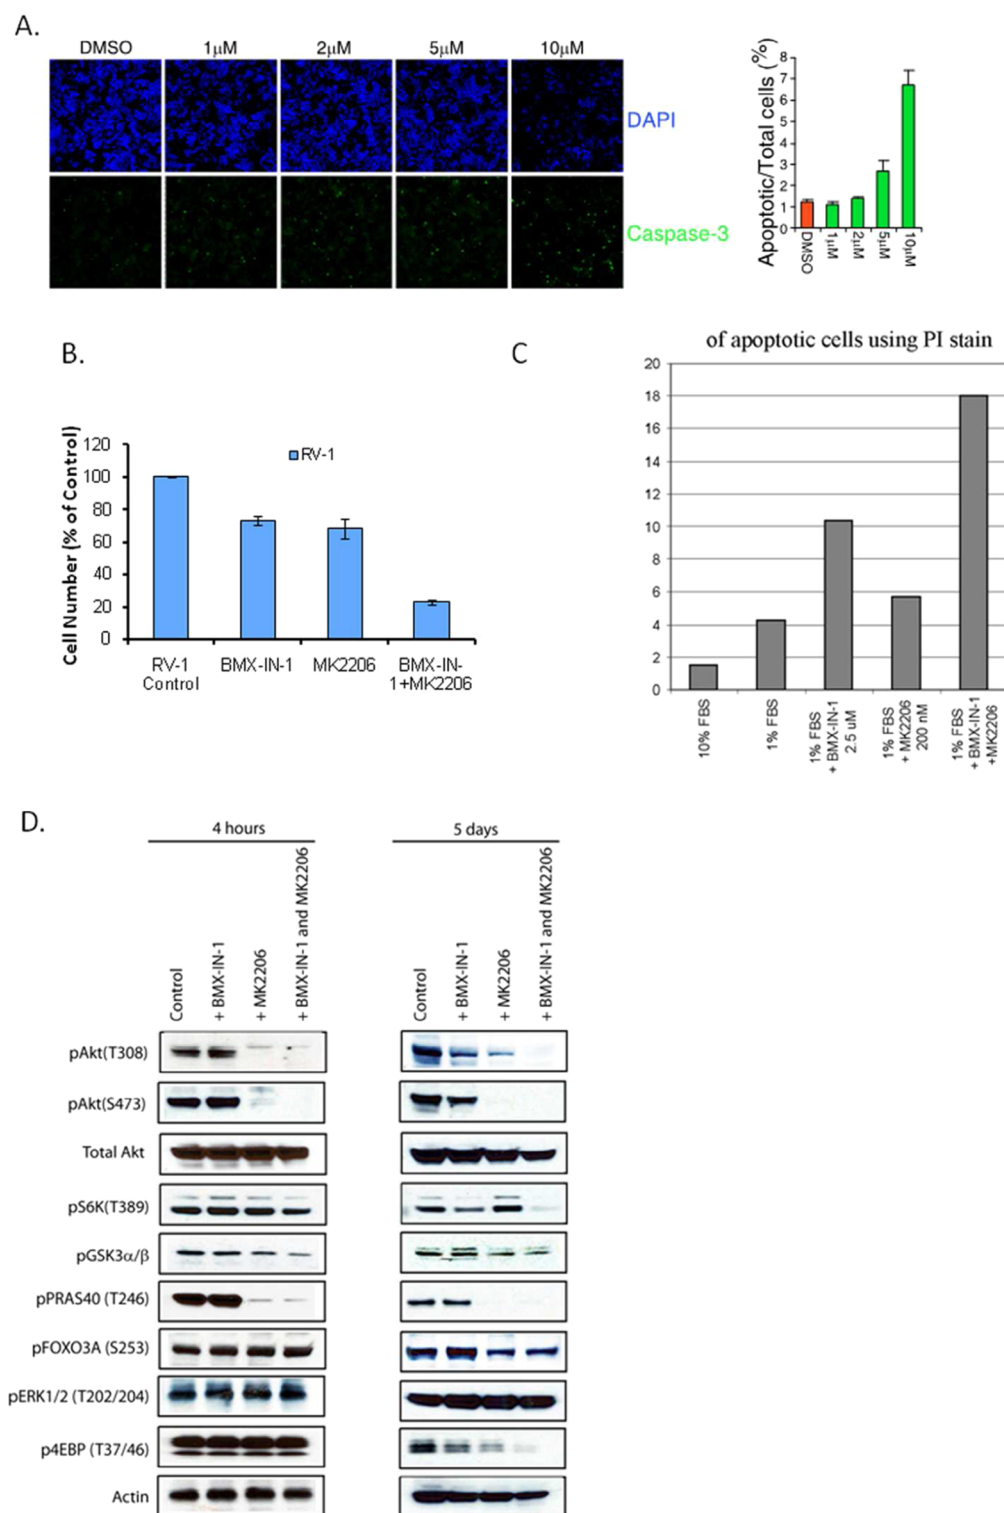 A.
DMSO 1μM 2μM 5μM 10μM
DAPI
Caspase-3
Apoptotic/Total cells (%)
8
7
6
5
4
3
2
1
0
DMSO
1μM
2μM
5μM
10μM
B.
Cell Number (% of Control)
120
100
80
60
40
20
0
RV-1
RV-1 Control
BMX-IN-1
MK2206
BMX-IN-
1+MK2206
C
of apoptotic cells using PI stain
20
18
16
14
12
10
8
6
4
2
0
10% FBS
1% FBS
1% FBS
+ BMX-IN-1
2.5 uM
1% FBS
+ MK2206
200 nM
1% FBS
+ BMX-IN-1
+MK2206
D.
4 hours
5 days
Control
+ BMX-IN-1
+ MK2206
+ BMX-IN-1 and MK2206
Control
+ BMX-IN-1
+ MK2206
+ BMX-IN-1 and MK2206
pAkt(T308)
pAkt(S473)
Total Akt
pS6K(T389)
pGSK3α/β
pPRAS40 (T246)
pFOXO3A (S253)
pERK1/2 (T202/204)
p4EBP (T37/46)
Actin